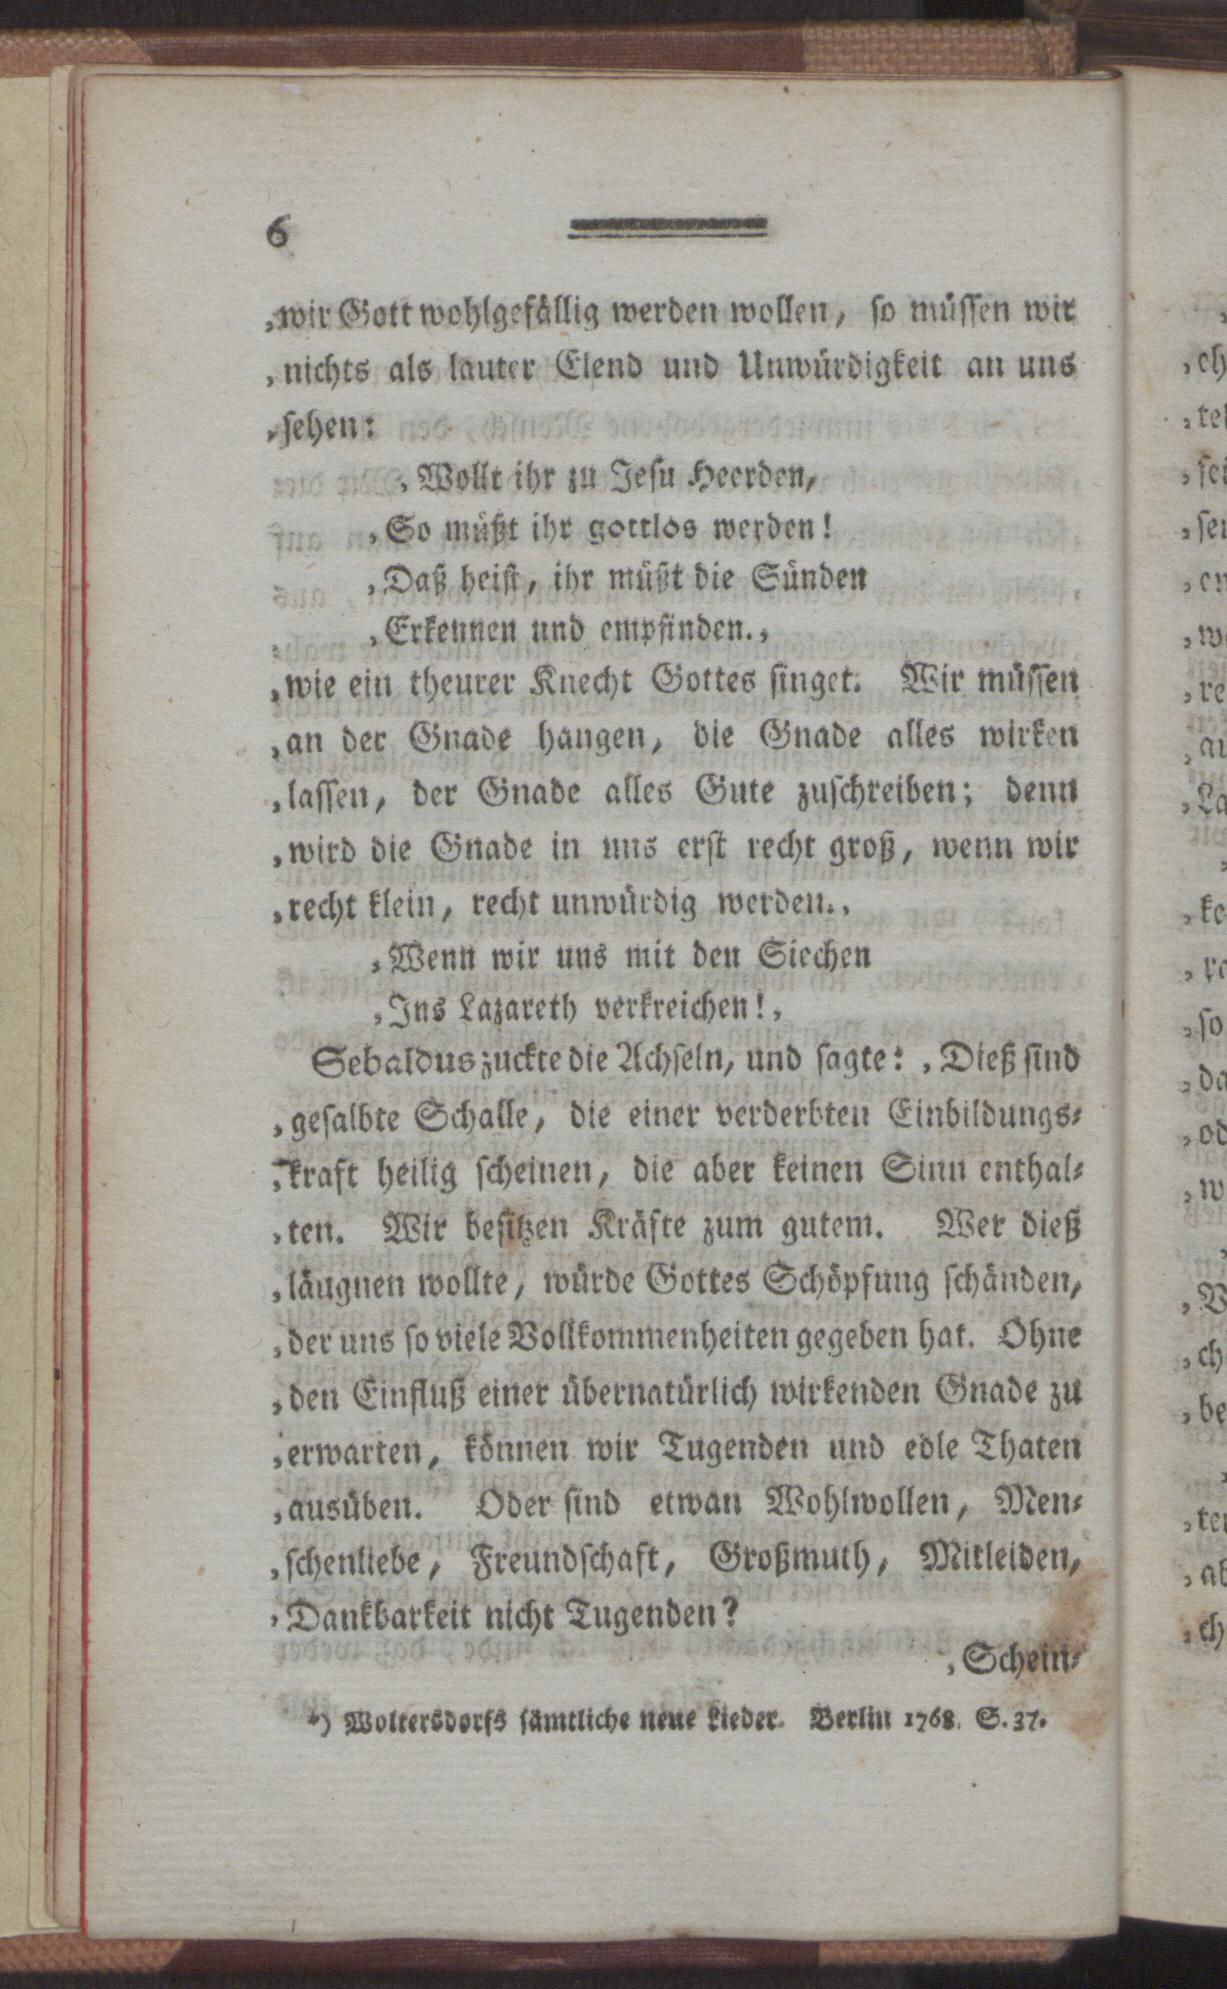 6
‚wir Gott wohlgefällig werden wollen, so müssen wir
‚nichts als lauter Elend und Unwürdigkeit an uns
‚sehen:
‚Wollt ihr zu Jesu Heerden,
‚So müßt ihr gottlos werden!
‚Daß heist, ihr müßt die Sünden
‚Erkennen und empfinden.‚
‚wie ein theurer Knecht Gottes singet. Wir müssen
‚an der Gnade hangen, die Gnade alles wirken
‚lassen, der Gnade alles Gute zuschreiben; denn
‚wird die Gnade in uns erst recht groß, wenn wir
‚recht klein, recht unwürdig werden.‚
‚Wenn wir uns mit den Siechen
‚Ins Lazareth verkreichen!‚
Sebaldus zuckte die Achseln, und sagte: ‚Dieß sind
‚gesalbte Schalle, die einer verderbten Einbildungs-
‚kraft heilig scheinen, die aber keinen Sinn enthal-
‚ten. Wir besitzen Kräfte zum gutem. Wer dieß
‚läugnen wollte, würde Gottes Schöpfung schänden,
‚der uns so viele Vollkommenheiten gegeben hat. Ohne
‚den Einfluß einer übernatürlich wirkenden Gnade zu
‚erwarten, können wir Tugenden und edle Thaten
‚ausüben. Oder sind etwan Wohlwollen, Men-
‚schenliebe, Freundschaft, Großmuth, Mitleiden,
‚Dankbarkeit nicht Tugenden?
‚Schein-
*) Woltersdorfs sämtliche neue Lieder. Berlin 1768. S. 37.